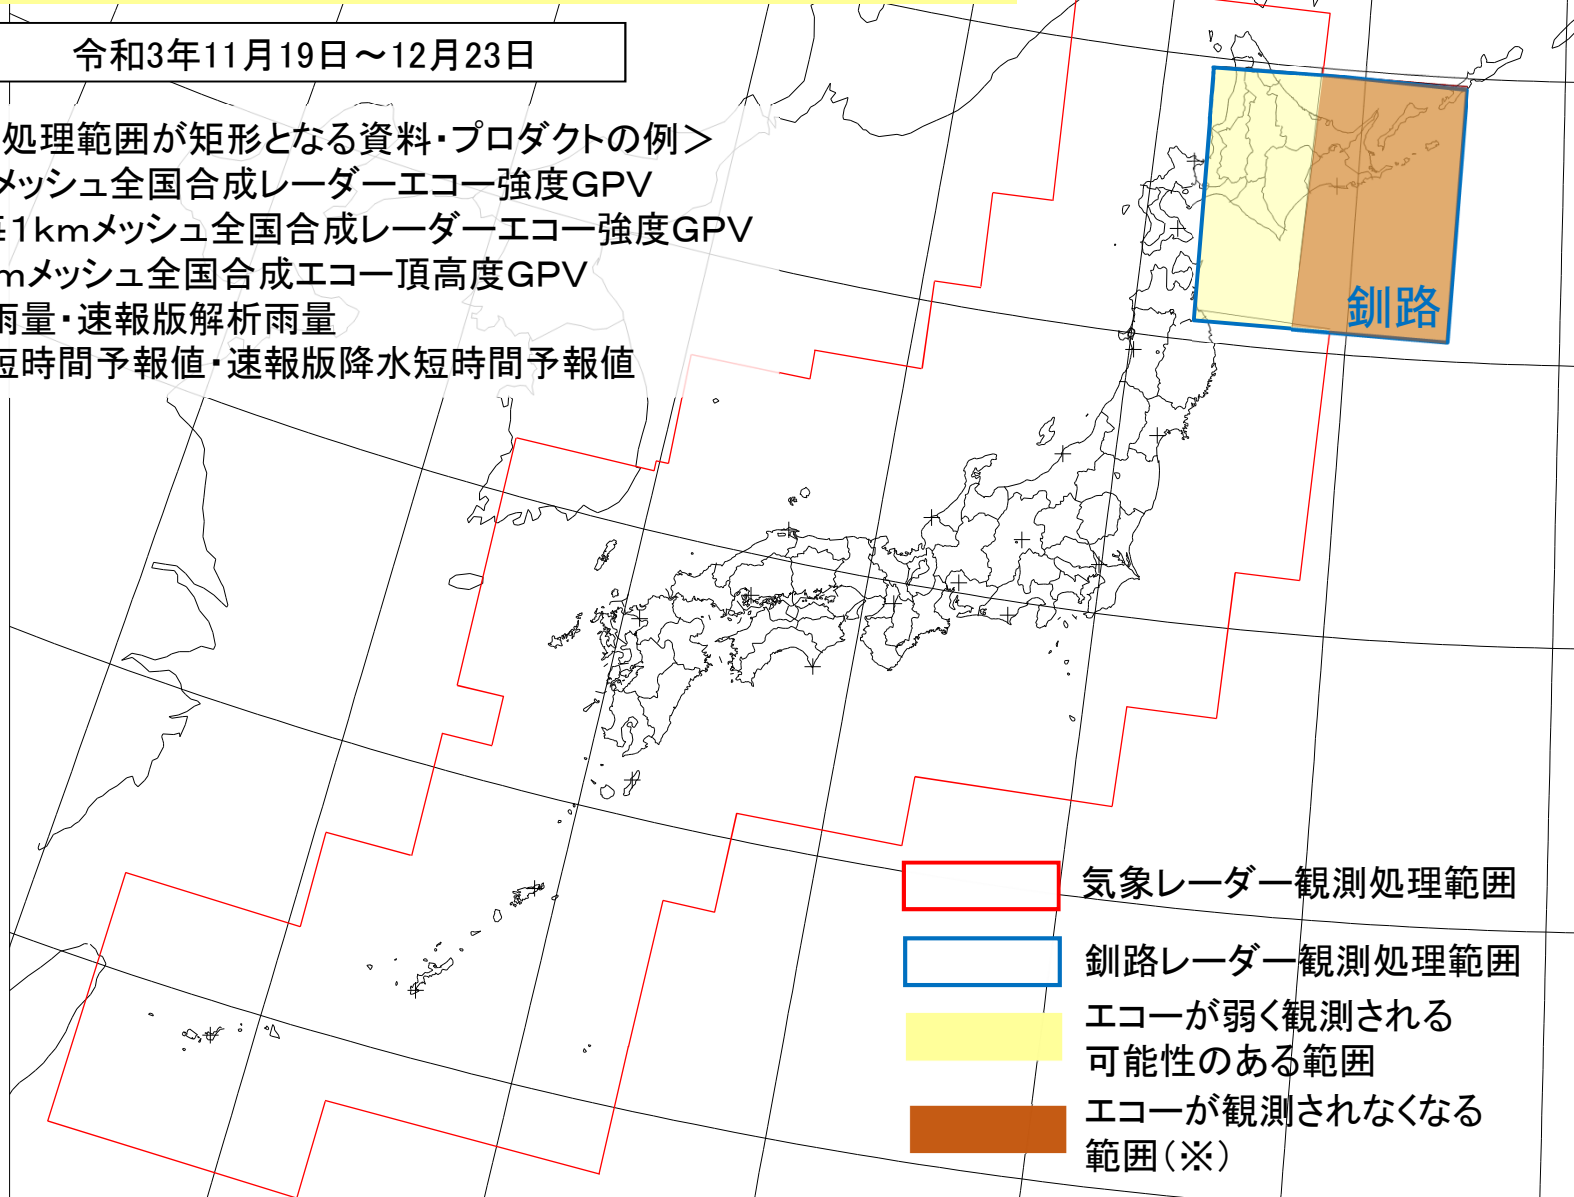 令和3年11月19日～12月23日
処理範囲が矩形となる資料・プロダクトの例＞
メッシュ全国合成レーダーエコー強度GPV
1kmメッシュ全国合成レーダーエコー強度GPV
mメッシュ全国合成エコー頂高度GPV
雨量・速報版解析雨量
短時間予報値・速報版降水短時間予報値
釧路
気象レーダー観測処理範囲
釧路レーダー観測処理範囲
エコーが弱く観測される
可能性のある範囲
エコーが観測されなくなる
範囲（※）